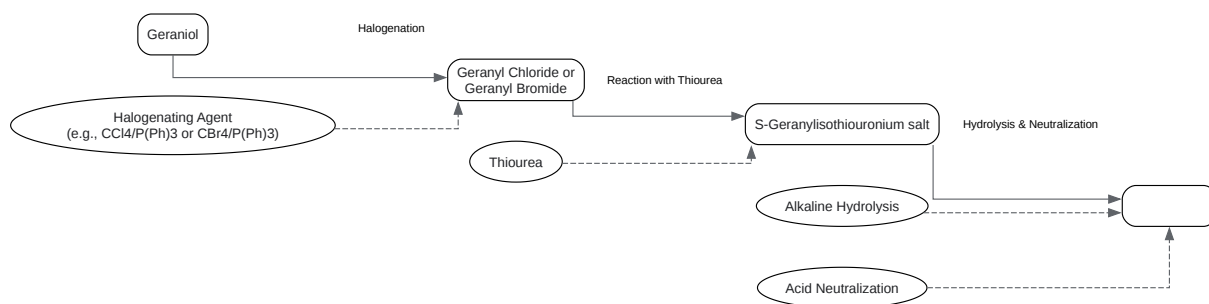 Geraniol
Halogenation
Geranyl Chloride or
Geranyl Bromide
Reaction with Thiourea
Halogenating Agent
(e.g., CCl4/P(Ph)3 or CBr4/P(Ph)3)
S-Geranylisothiouronium salt
Hydrolysis & Neutralization
Thiourea
Alkaline Hydrolysis
Acid Neutralization